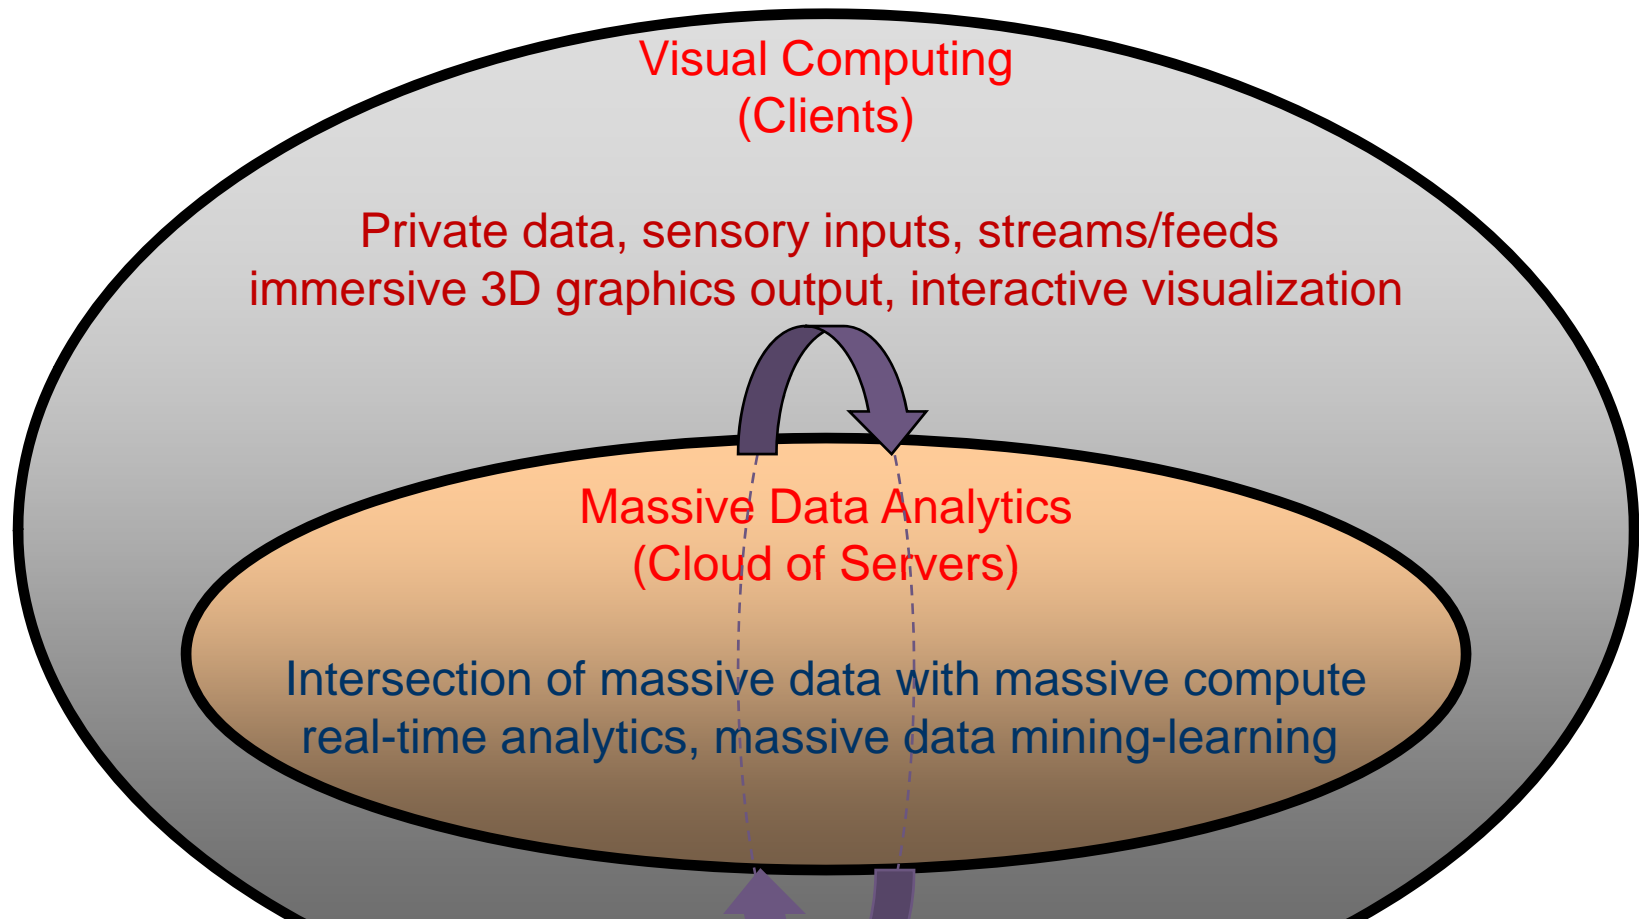 Visual Computing
(Clients)
Private data, sensory inputs, streams/feeds
immersive 3D graphics output, interactive visualization
Massive Data Analytics
(Cloud of Servers)
Intersection of massive data with massive compute
real-time analytics, massive data mining-learning